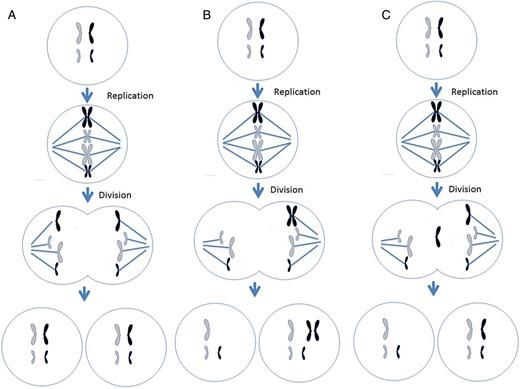 A
B
C
Replication
Replication
Replication
Division
Division
Division